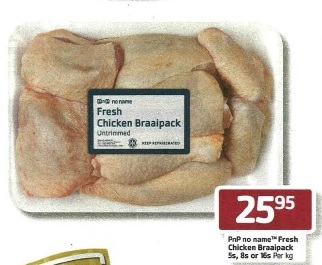 PnP no name
Fresh
Chicken Braaipack
Untrimmed
KEEP REFRIGERATED
25 95
PnP no name™ Fresh
Chicken Braaipack
5s, 8s or 16s Per kg